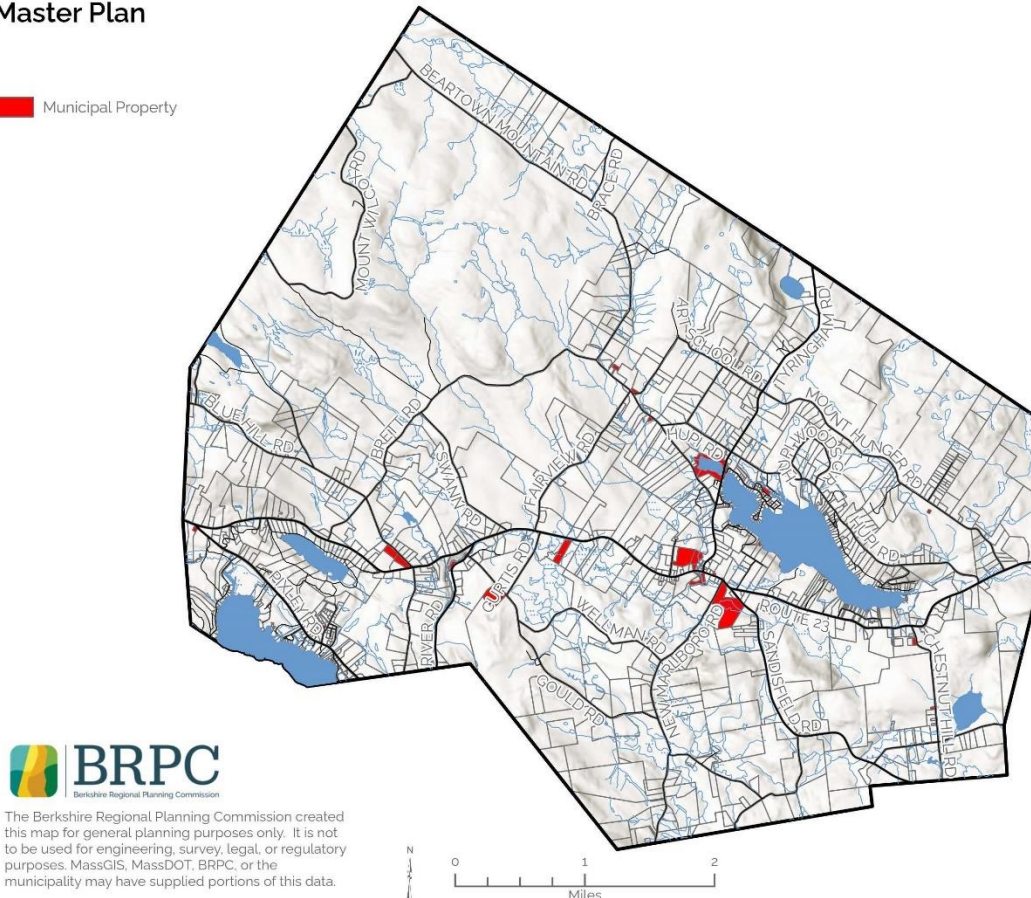 Master Plan
Municipal Property
BEARTOWN MOUNTAIN RD
BRACE RD
MOUNT WILCOX RD
ART SCHOOL RD
TYRINGHAM RD
MOUNT HUNGER RD
BLUE HILL RD
BRETT RD
SWANN RD
FAIRVIEW RD
HUPI RD
HUPI RD
CURTIS RD
RIVER RD
WELLMAN RD
ROUTE 23
GOULD RD
NEW MARLBOROUGH
SANDISFIELD RD
CHESTNUT HILL RD
BRPC
Berkshire Regional Planning Commission
The Berkshire Regional Planning Commission created
this map for general planning purposes only. It is not
to be used for engineering, survey, legal, or regulatory
purposes. MassGIS, MassDOT, BRPC, or the
municipality may have supplied portions of this data.
N
0 1 2
Miles